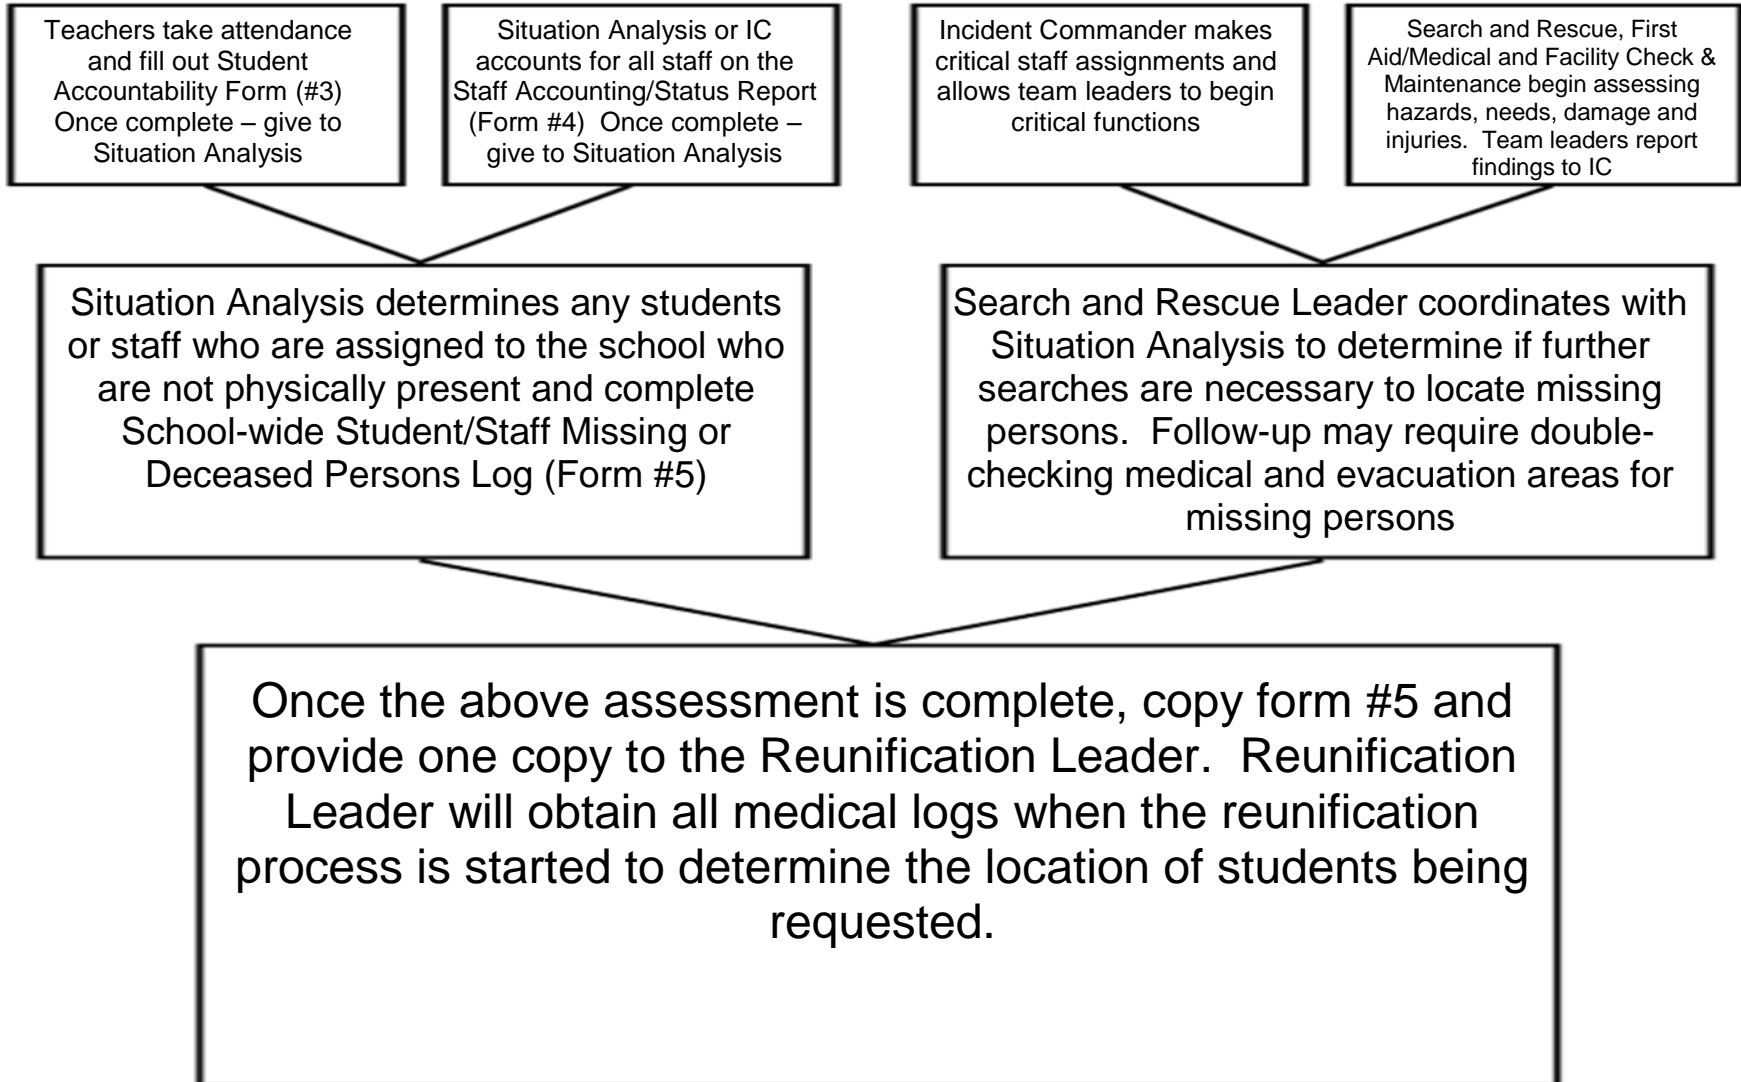 Teachers take attendance
and fill out Student
Accountability Form (#3)
Once complete – give to
Situation Analysis
Situation Analysis or IC
accounts for all staff on the
Staff Accounting/Status Report
(Form #4)  Once complete –
give to Situation Analysis
Incident Commander makes
critical staff assignments and
allows team leaders to begin
critical functions
Search and Rescue, First
Aid/Medical and Facility Check &
Maintenance begin assessing
hazards, needs, damage and
injuries.  Team leaders report
findings to IC
Situation Analysis determines any students
or staff who are assigned to the school who
are not physically present and complete
School-wide Student/Staff Missing or
Deceased Persons Log (Form #5)
Search and Rescue Leader coordinates with
Situation Analysis to determine if further
searches are necessary to locate missing
persons.  Follow-up may require double-
checking medical and evacuation areas for
missing persons
Once the above assessment is complete, copy form #5 and
provide one copy to the Reunification Leader.  Reunification
Leader will obtain all medical logs when the reunification
process is started to determine the location of students being
requested.